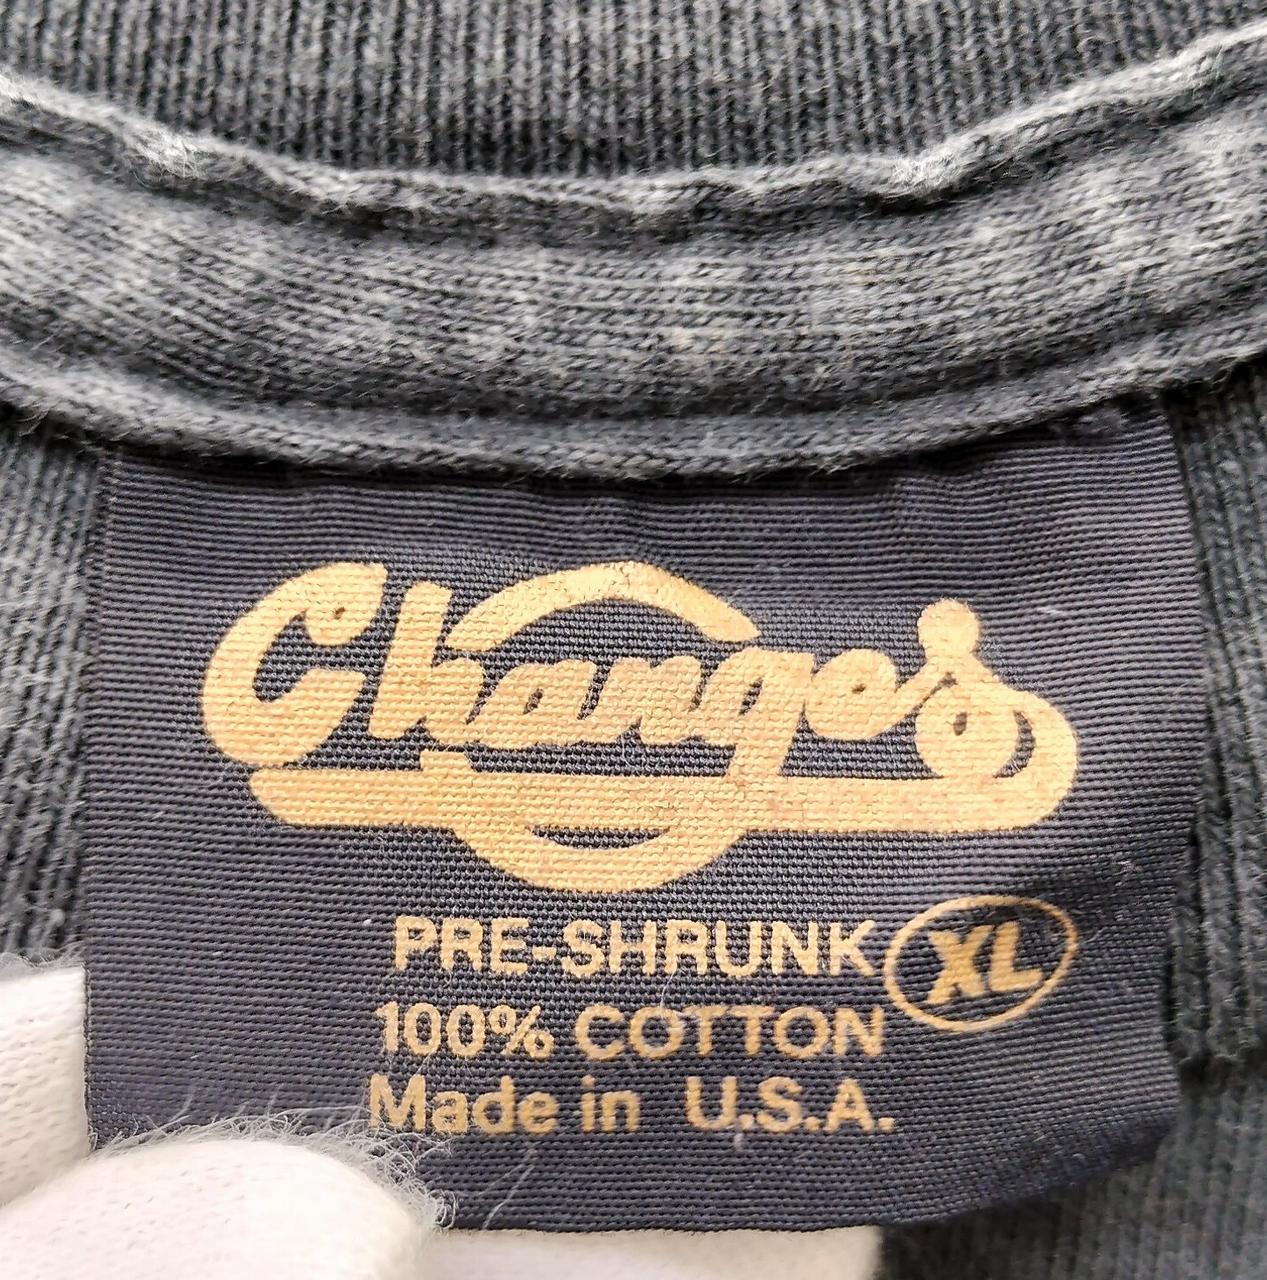 Changes
PRE-SHRUNK XL
100% COTTON
Made in U.S.A.